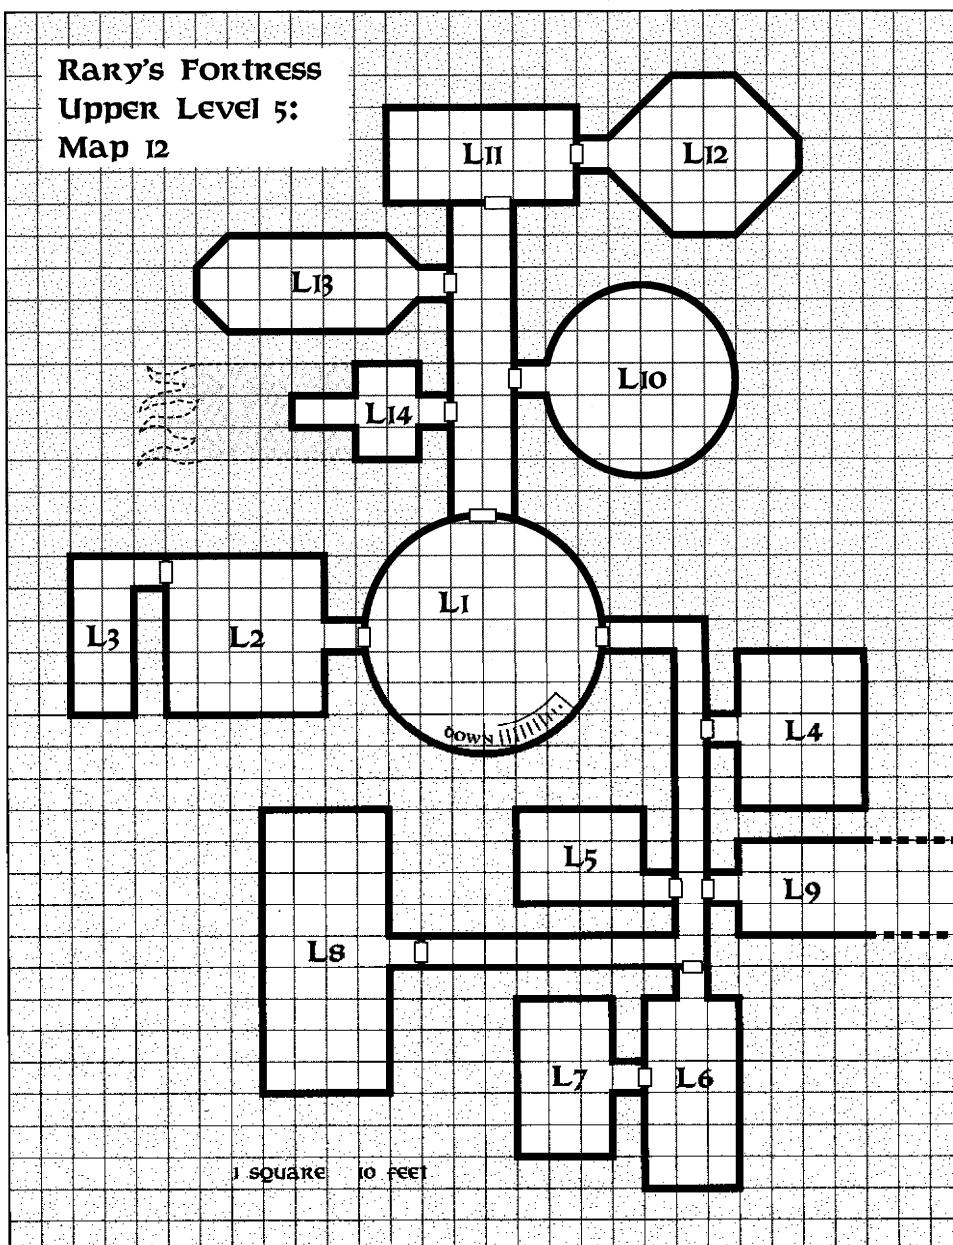 Rary's Fortress
Upper Level 5:
Map 12
L11
L12
L13
L10
L14
L1
L3
L2
DOWN
L4
L5
L9
L8
L7
L6
1 SQUARE 10 FEET